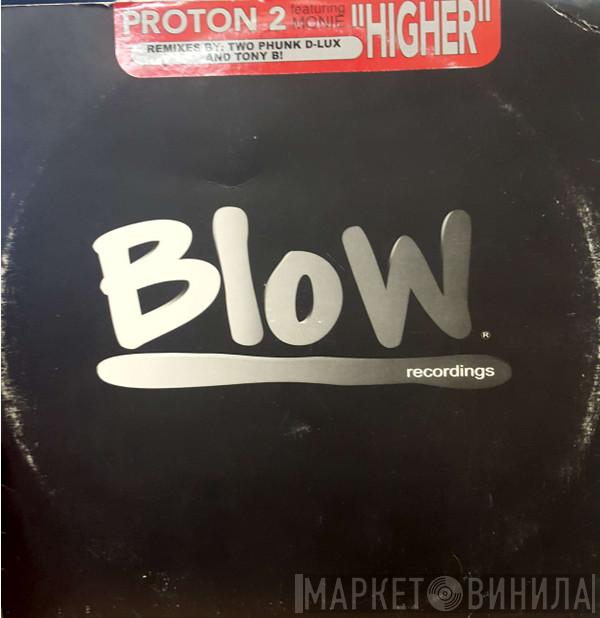 PROTON 2 featuring MONIE "HIGHER"
REMIXES BY: TWO PHUNK D-LUX
AND TONY B!
BloW®
recordings
МАРКЕТ ВИНИЛА